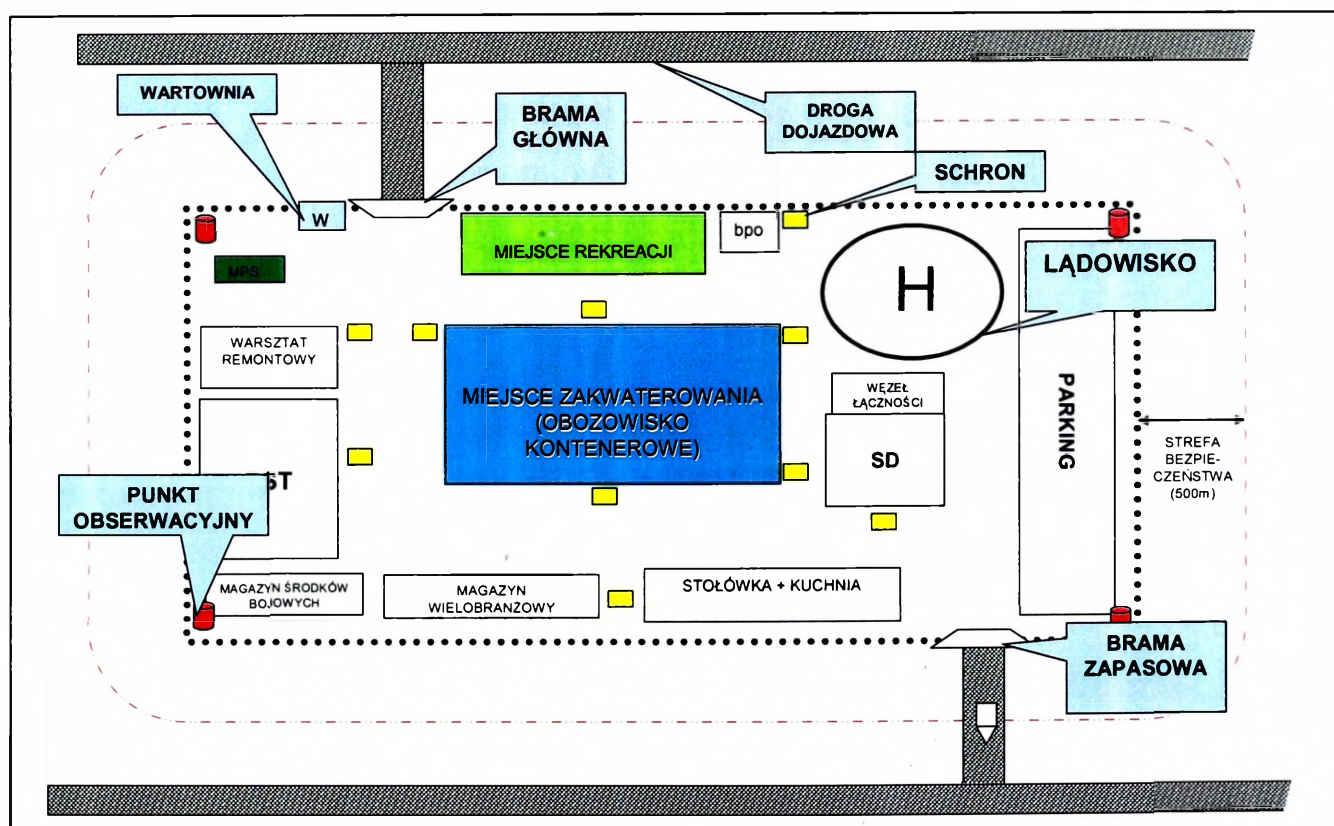 WARTOWNIA
BRAMA
GŁÓWNA
DROGA
DOJAZDOWA
SCHRON
W
MIEJSCE REKREACJI
bpo
H
LĄDOWISKO
MPS
WARSZTAT
REMONTOWY
MIEJSCE ZAKWATEROWANIA
(OBOZOWISKO
KONTENEROWE)
WĘZEŁ
ŁĄCZNOŚCI
SD
PARKING
STREFA
BEZPIE-
CZEŃSTWA
(500m)
PUNKT
OBSERWACYJNY
MAGAZYN ŚRODKÓW
BOJOWYCH
MAGAZYN
WIELOBRANŻOWY
STOŁÓWKA + KUCHNIA
BRAMA
ZAPASOWA